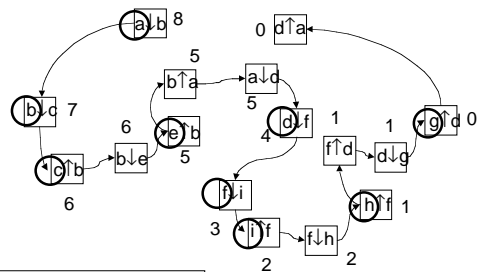 a↓b 8
b↓c 7
c↑b 6
b↓e 6
e↑b 5
b↑a 5
a↓d 5
d↓f 4
f↓i 3
i↑f 2
f↓h 2
h↑f 1
f↑d 1
d↓g 1
g↑d 0
0 d↑a